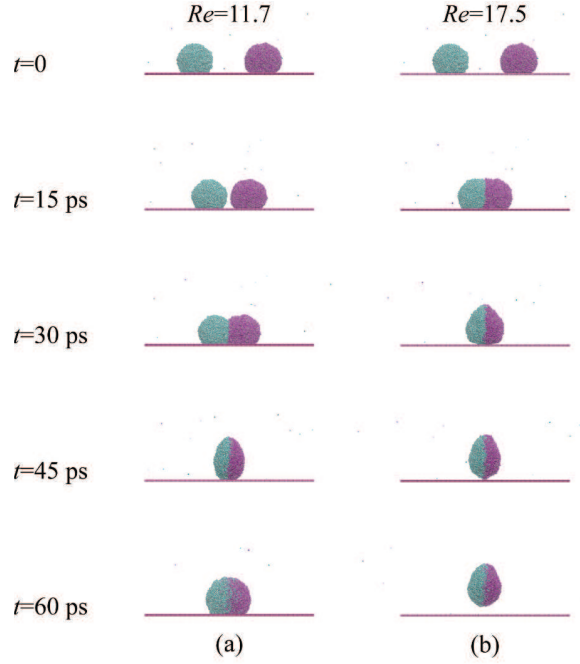 Re=11.7 Re=17.5
t=0
t=15 ps
t=30 ps
t=45 ps
t=60 ps
(a) (b)